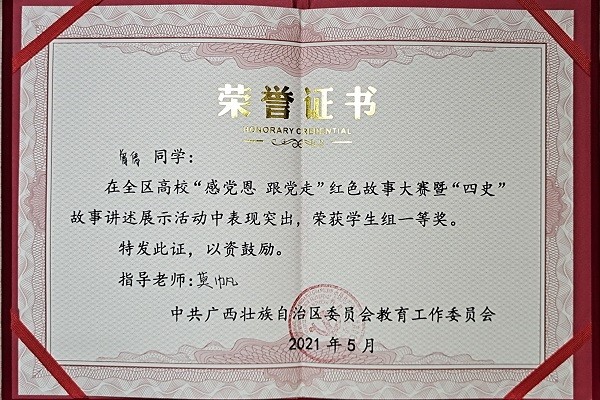 荣誉证书
HONORARY CREDENTIAL
同学：
在全区高校“感党恩 跟党走”红色故事大赛暨“四史”
故事讲述展示活动中表现突出，荣获学生组一等奖。
特发此证，以资鼓励。
指导老师：莫帆
中共广西壮族自治区委员会教育工作委员会
2021年5月